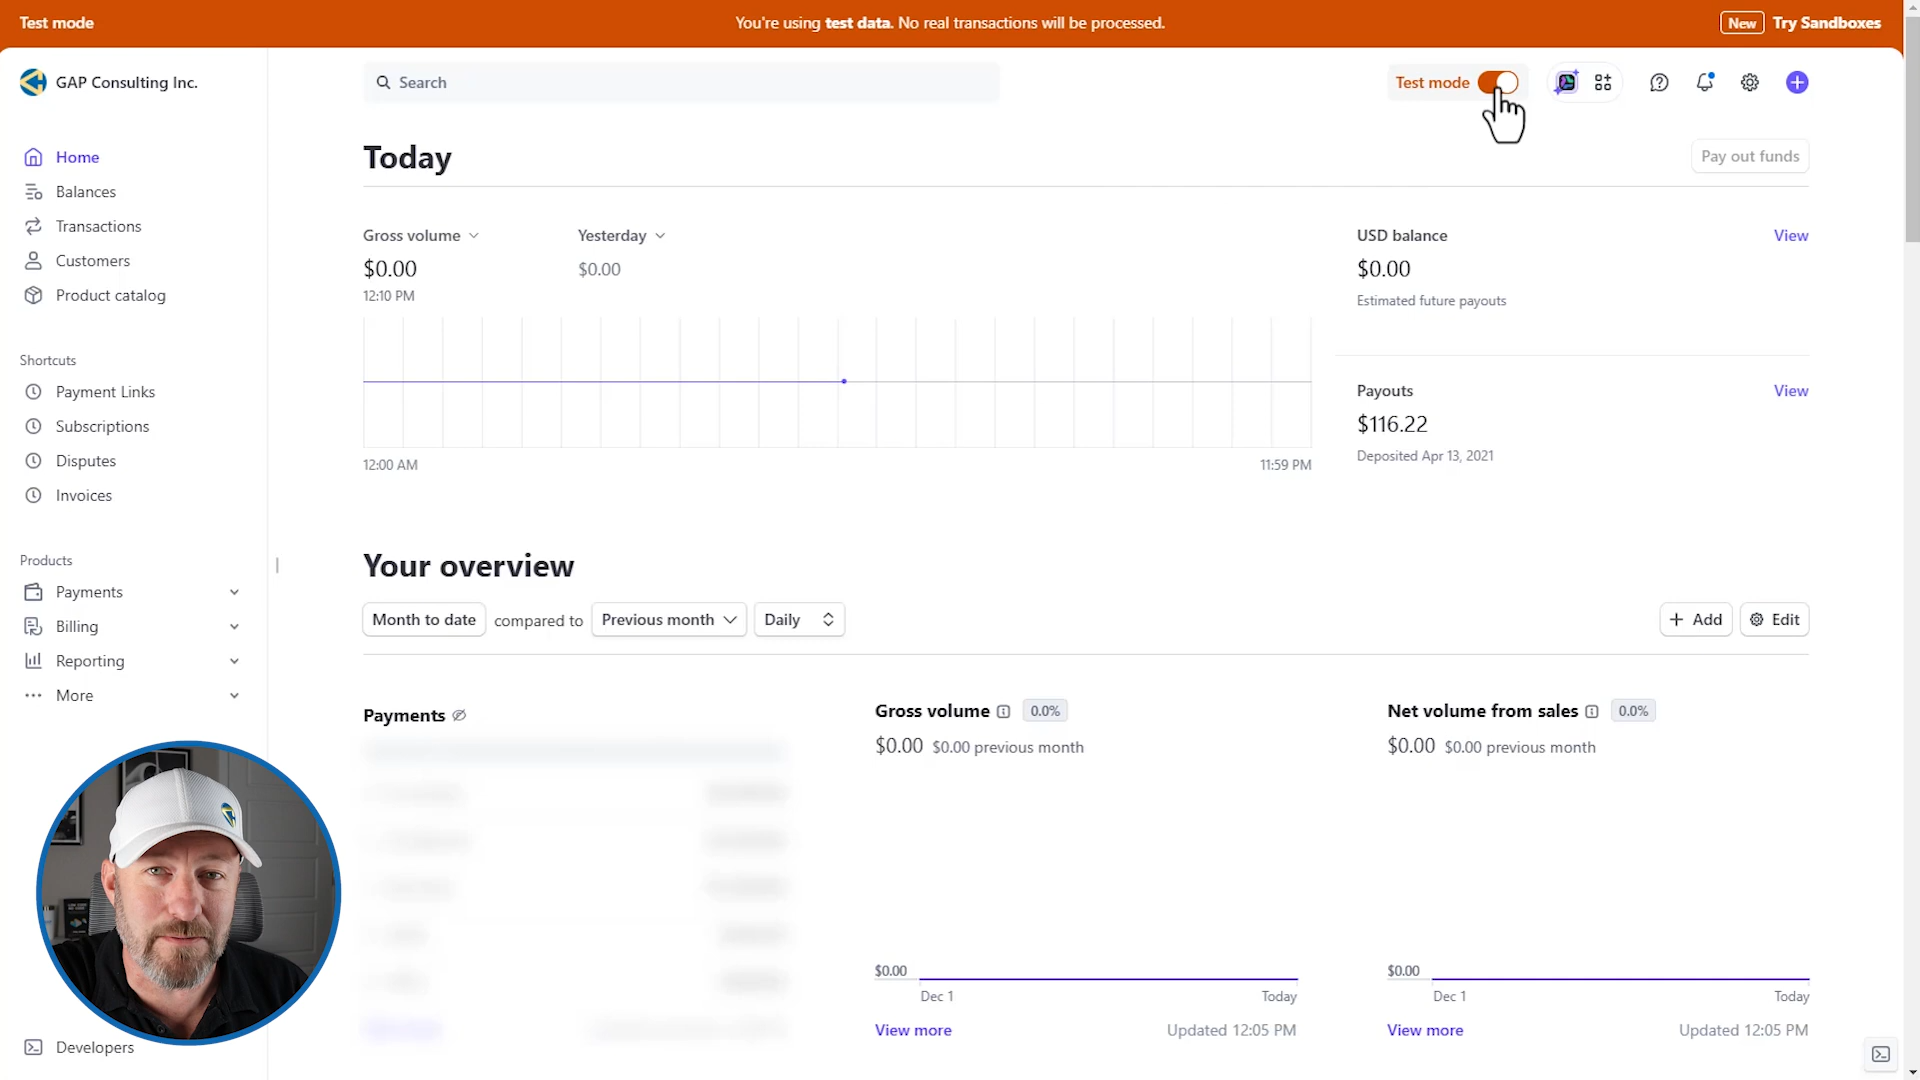 Test mode
You're using test data. No real transactions will be processed.
New Try Sandboxes
GAP Consulting Inc.
Search
Test mode
Home
Balances
Transactions
Customers
Product catalog
Shortcuts
Payment Links
Subscriptions
Disputes
Invoices
Products
Payments
Billing
Reporting
More
Developers
Today
Pay out funds
Gross volume
$0.00
12:10 PM
Yesterday
$0.00
12:00 AM
11:59 PM
USD balance
View
$0.00
Estimated future payouts
Payouts
View
$116.22
Deposited Apr 13, 2021
Your overview
Month to date compared to Previous month Daily
Add
Edit
Payments
Gross volume 0.0%
$0.00 $0.00 previous month
$0.00
Dec 1 Today
View more Updated 12:05 PM
Net volume from sales 0.0%
$0.00 $0.00 previous month
$0.00
Dec 1 Today
View more Updated 12:05 PM